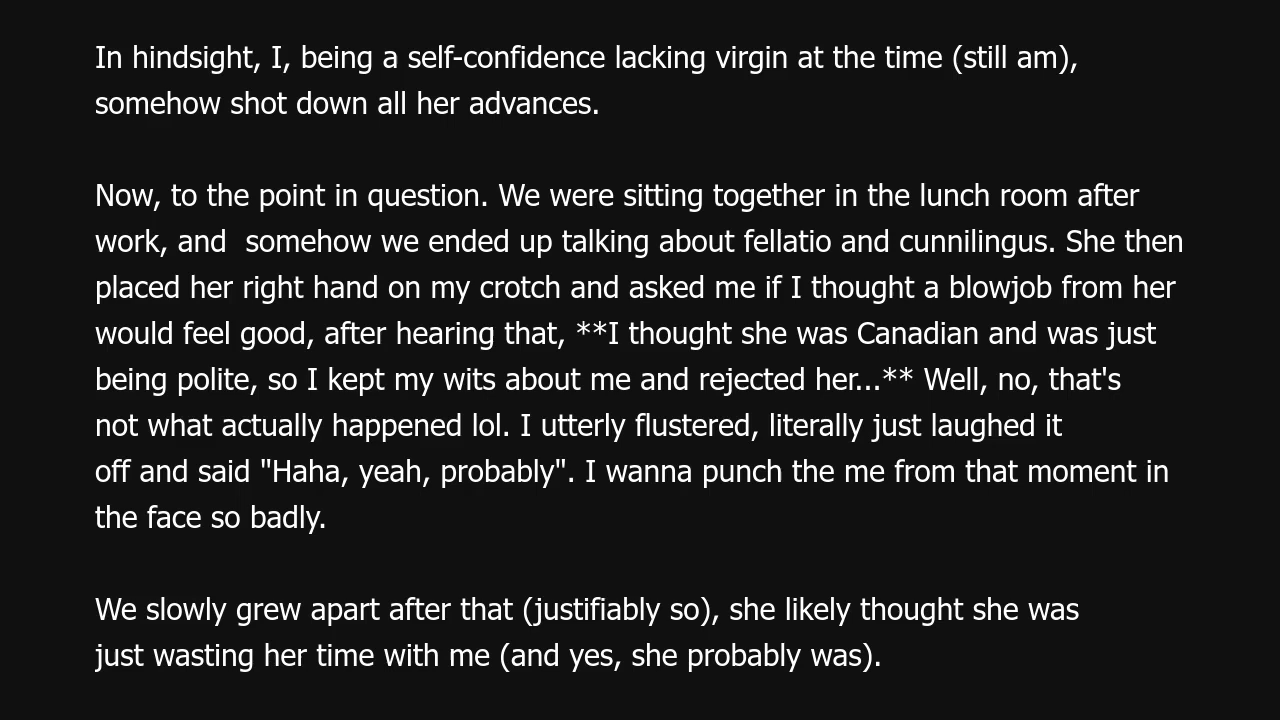 In hindsight, I, being a self-confidence lacking virgin at the time (still am),
somehow shot down all her advances.
Now, to the point in question. We were sitting together in the lunch room after
work, and  somehow we ended up talking about fellatio and cunnilingus. She then
placed her right hand on my crotch and asked me if I thought a blowjob from her
would feel good, after hearing that, **I thought she was Canadian and was just
being polite, so I kept my wits about me and rejected her...** Well, no, that's
not what actually happened lol. I utterly flustered, literally just laughed it
off and said "Haha, yeah, probably". I wanna punch the me from that moment in
the face so badly.
We slowly grew apart after that (justifiably so), she likely thought she was
just wasting her time with me (and yes, she probably was).